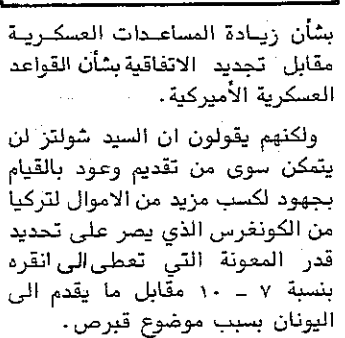 بشأن زيادة المساعدات العسكرية
مقابل تجديد الاتفاقية بشأن القواعد
العسكرية الأميركية.
ولكنهم يقولون ان السيد شولتز لن
يتمكن سوى من تقديم وعود بالقيام
بجهود لكسب مزيد من الاموال لتركيا
من الكونغرس الذي يصر على تحديد
قدر المعونة التي تعطى الى انقره
بنسبة ٧ - ١٠ مقابل ما يقدم الى
اليونان بسبب موضوع قبرص.